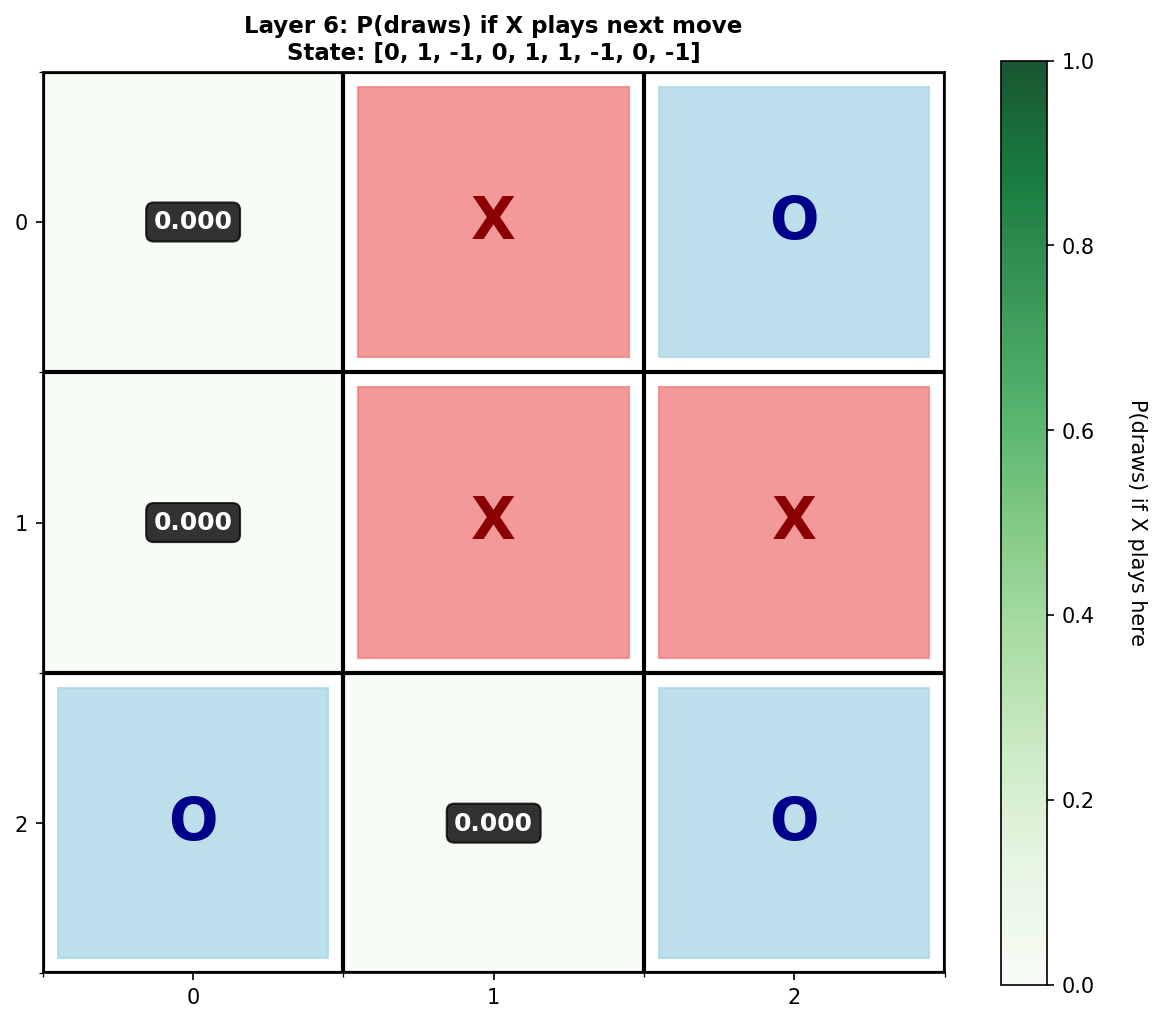 Layer 6: P(draws) if X plays next move
State: [0, 1, -1, 0, 1, 1, -1, 0, -1]
0.000
X
O
0
0.000
X
X
1
O
0.000
O
2
0
1
2
1.0
0.8
0.6
0.4
0.2
0.0
P(draws) if X plays here